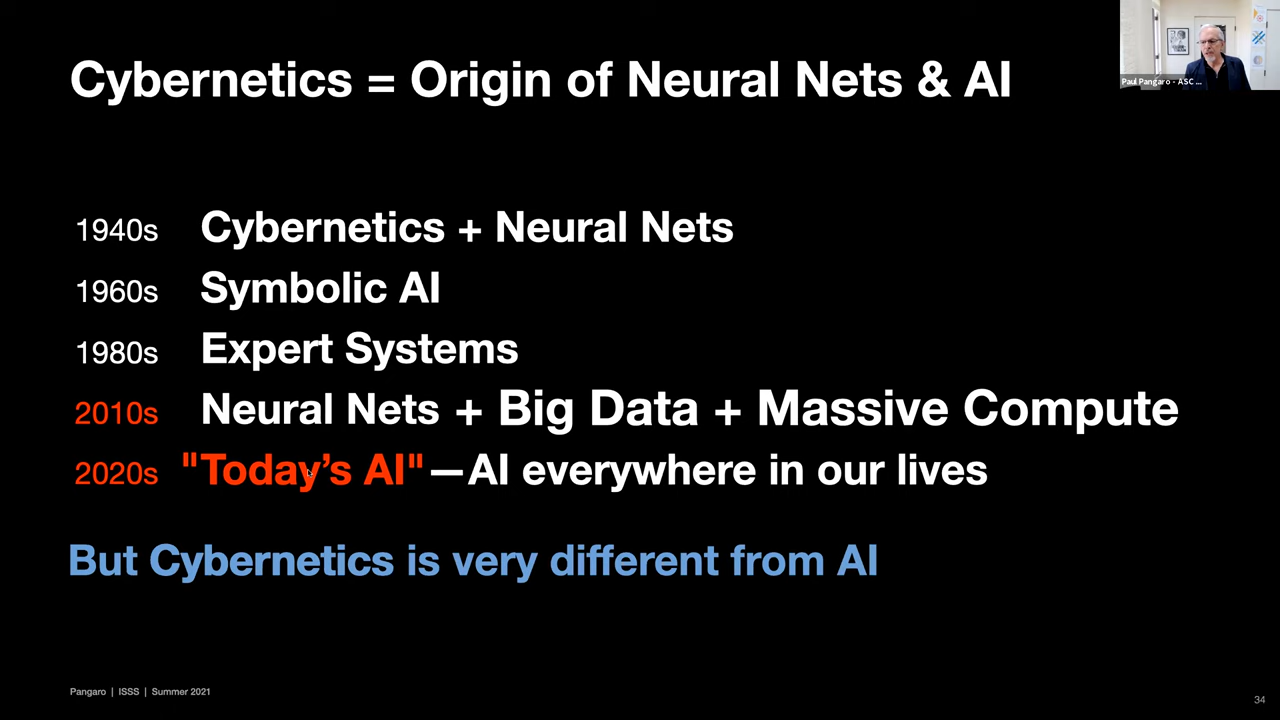 Cybernetics = Origin of Neural Nets & AI
Paul Pangaro - ASC ...
1940s Cybernetics + Neural Nets
1960s Symbolic AI
1980s Expert Systems
2010s Neural Nets + Big Data + Massive Compute
2020s "Today’s AI"—AI everywhere in our lives
But Cybernetics is very different from AI
Pangaro | ISSS | Summer 2021
34